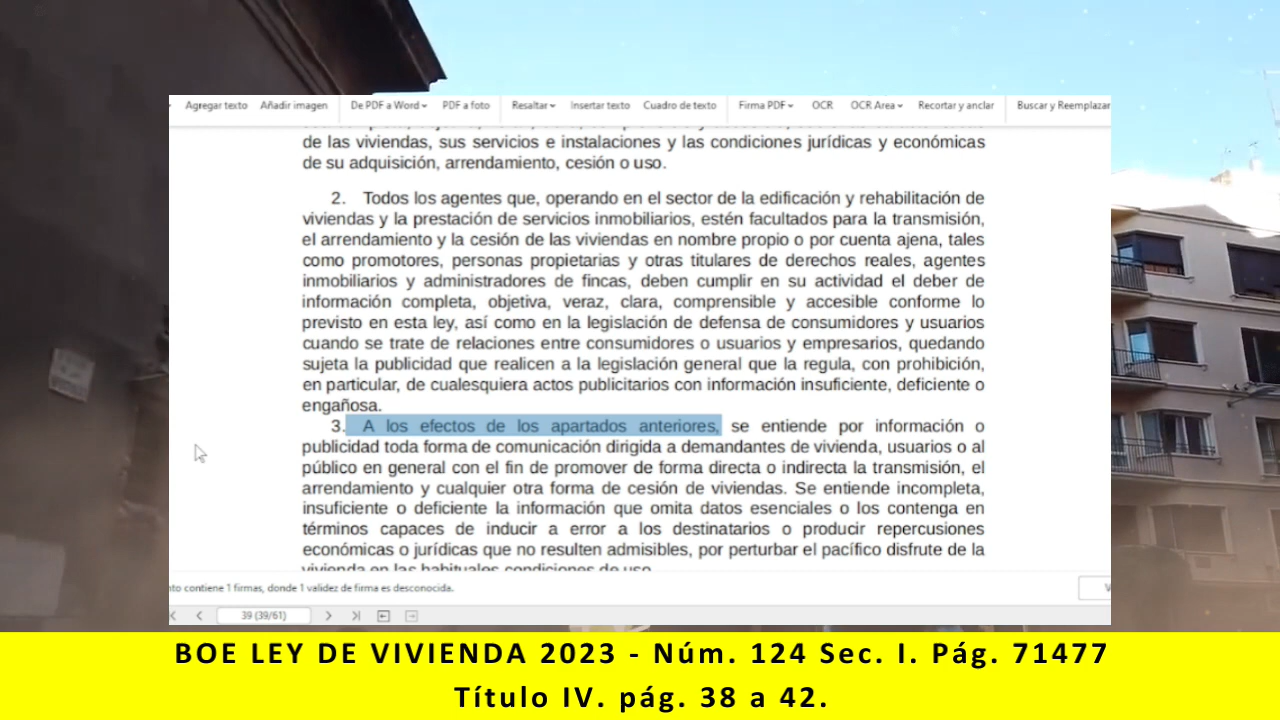 Agregar texto Añadir imagen De PDF a Word PDF a foto Resaltar Insertar texto Cuadro de texto Firma PDF OCR OCR Area Recortar y anclar Buscar y Reemplazar
de las viviendas, sus servicios e instalaciones y las condiciones jurídicas y económicas
de su adquisición, arrendamiento, cesión o uso.
2. Todos los agentes que, operando en el sector de la edificación y rehabilitación de
viviendas y la prestación de servicios inmobiliarios, estén facultados para la transmisión,
el arrendamiento y la cesión de las viviendas en nombre propio o por cuenta ajena, tales
como promotores, personas propietarias y otras titulares de derechos reales, agentes
inmobiliarios y administradores de fincas, deben cumplir en su actividad el deber de
información completa, objetiva, veraz, clara, comprensible y accesible conforme lo
previsto en esta ley, así como en la legislación de defensa de consumidores y usuarios
cuando se trate de relaciones entre consumidores o usuarios y empresarios, quedando
sujeta la publicidad que realicen a la legislación general que la regula, con prohibición,
en particular, de cualesquiera actos publicitarios con información insuficiente, deficiente o
engañosa.
3. A los efectos de los apartados anteriores, se entiende por información o
publicidad toda forma de comunicación dirigida a demandantes de vivienda, usuarios o al
público en general con el fin de promover de forma directa o indirecta la transmisión, el
arrendamiento y cualquier otra forma de cesión de viviendas. Se entiende incompleta,
insuficiente o deficiente la información que omita datos esenciales o los contenga en
términos capaces de inducir a error a los destinatarios o producir repercusiones
económicas o jurídicas que no resulten admisibles, por perturbar el pacífico disfrute de la
vivienda en las habituales condiciones de uso.
nto contiene 1 firmas, donde 1 validez de firma es desconocida.
39 (39/61)
BOE LEY DE VIVIENDA 2023 - Núm. 124 Sec. I. Pág. 71477
Título IV. pág. 38 a 42.